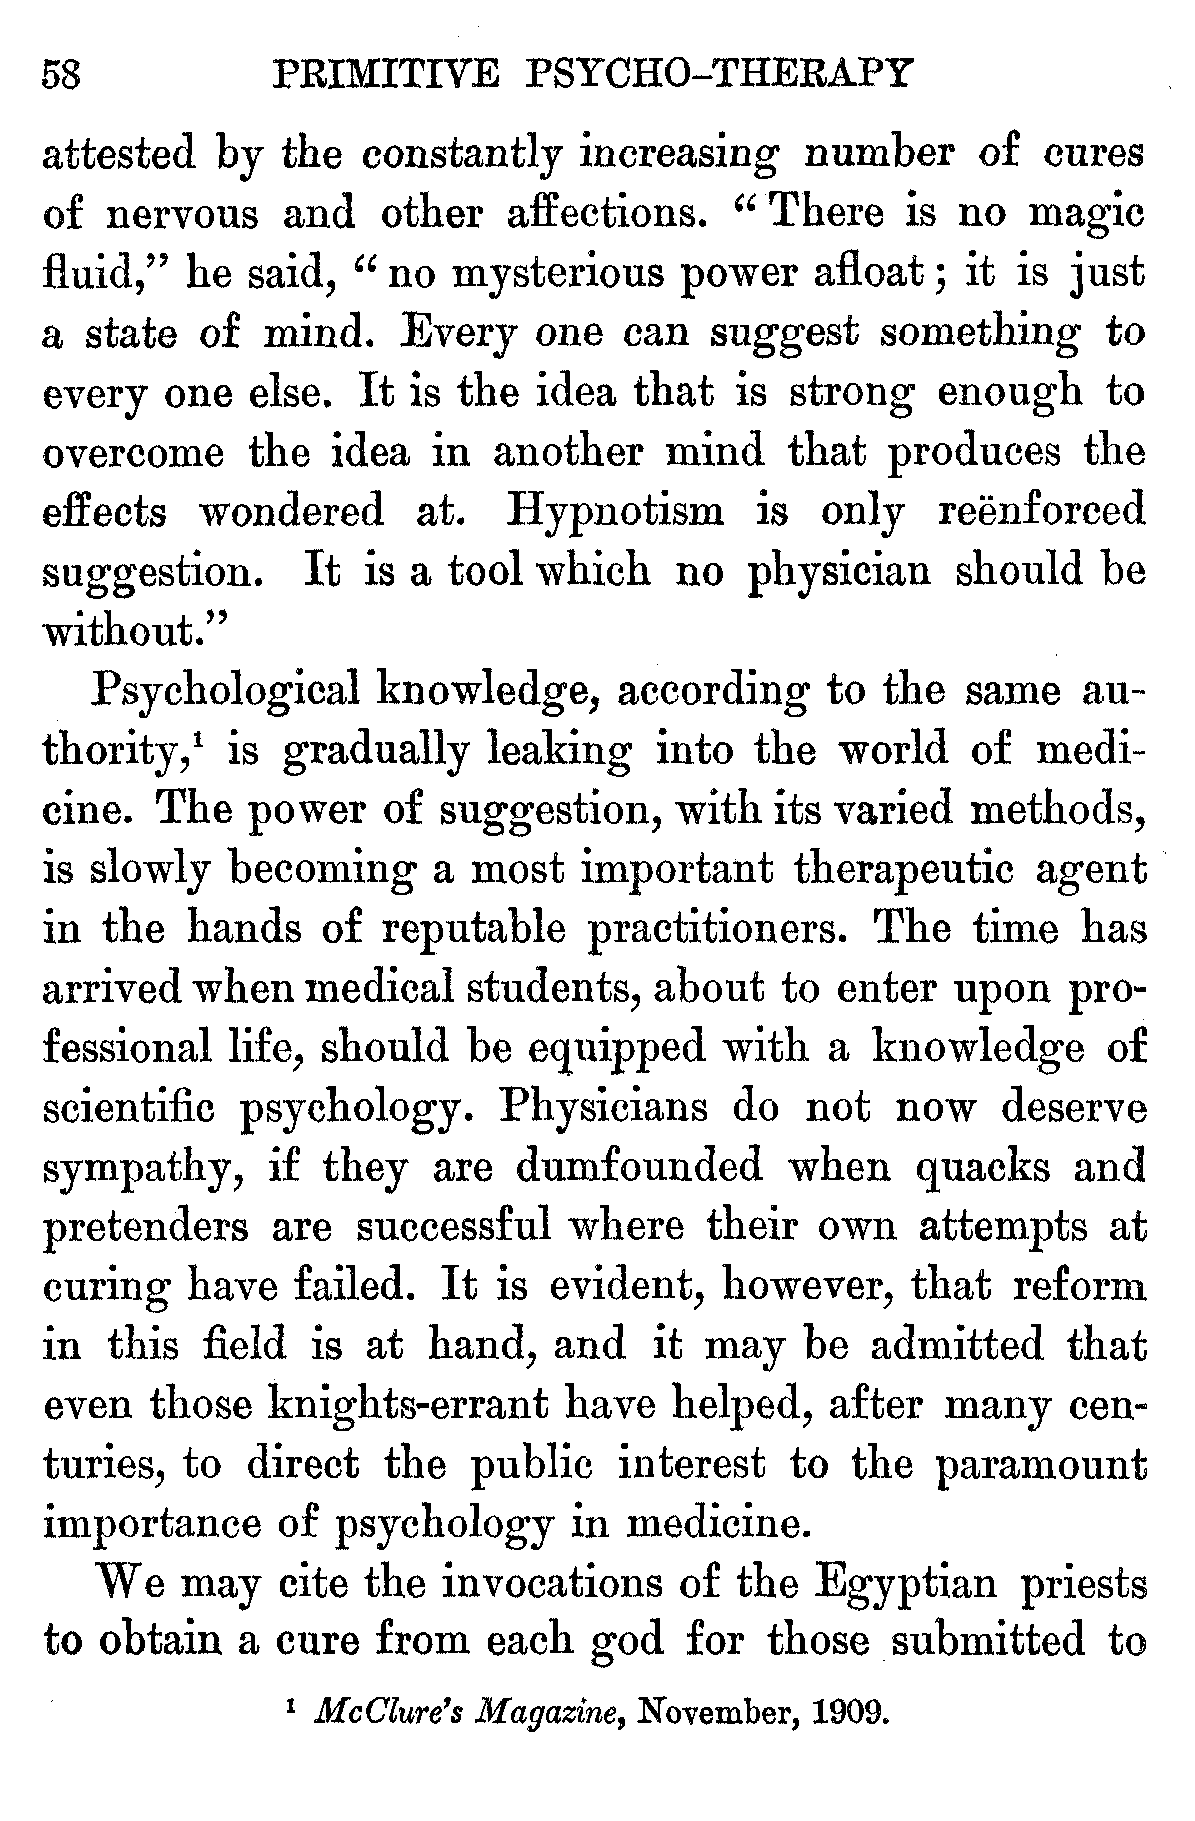 58 PRIMITIVE PSYCHO-THERAPY
attested by the constantly increasing number of cures
of nervous and other affections. “There is no magic
fluid,” he said, “no mysterious power afloat; it is just
a state of mind. Every one can suggest something to
every one else. It is the idea that is strong enough to
overcome the idea in another mind that produces the
effects wondered at. Hypnotism is only reënforced
suggestion. It is a tool which no physician should be
without.”
Psychological knowledge, according to the same au-
thority,¹ is gradually leaking into the world of medi-
cine. The power of suggestion, with its varied methods,
is slowly becoming a most important therapeutic agent
in the hands of reputable practitioners. The time has
arrived when medical students, about to enter upon pro-
fessional life, should be equipped with a knowledge of
scientific psychology. Physicians do not now deserve
sympathy, if they are dumfounded when quacks and
pretenders are successful where their own attempts at
curing have failed. It is evident, however, that reform
in this field is at hand, and it may be admitted that
even those knights-errant have helped, after many cen-
turies, to direct the public interest to the paramount
importance of psychology in medicine.
We may cite the invocations of the Egyptian priests
to obtain a cure from each god for those submitted to
¹ McClure’s Magazine, November, 1909.